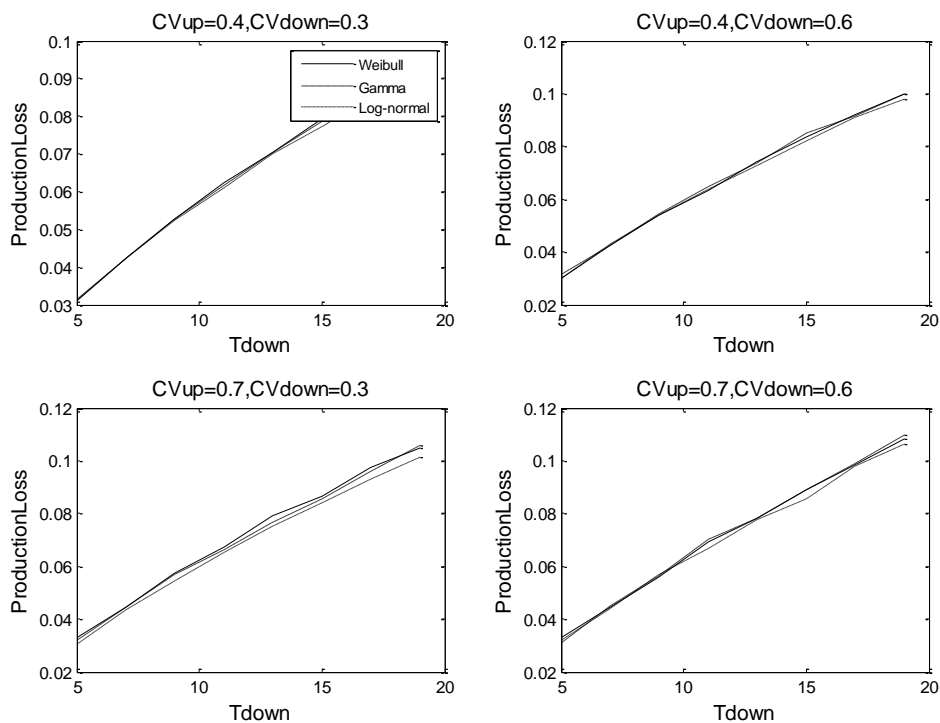 CVup=0.4,CVdown=0.3
0.1
0.09
0.08
0.07
0.06
0.05
0.04
0.03
ProductionLoss
Weibull
Gamma
Log-normal
5 10 15 20
Tdown
CVup=0.4,CVdown=0.6
0.12
0.1
0.08
0.06
0.04
0.02
ProductionLoss
5 10 15 20
Tdown
CVup=0.7,CVdown=0.3
0.12
0.1
0.08
0.06
0.04
0.02
ProductionLoss
5 10 15 20
Tdown
CVup=0.7,CVdown=0.6
0.12
0.1
0.08
0.06
0.04
0.02
ProductionLoss
5 10 15 20
Tdown